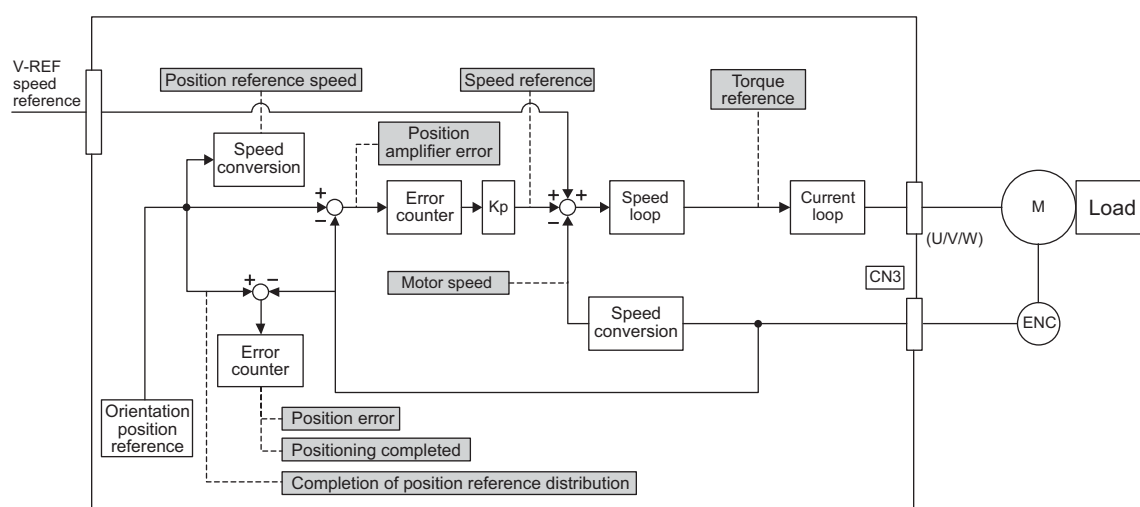 V-REF
speed
reference
Position reference speed
Speed reference
Torque
reference
Speed
conversion
Position
amplifier error
+
−
Error
counter
Kp
+
+
−
Speed
loop
Current
loop
(U/V/W)
M
Load
+
−
Motor speed
CN3
Speed
conversion
ENC
Error
counter
Orientation
position
reference
Position error
Positioning completed
Completion of position reference distribution